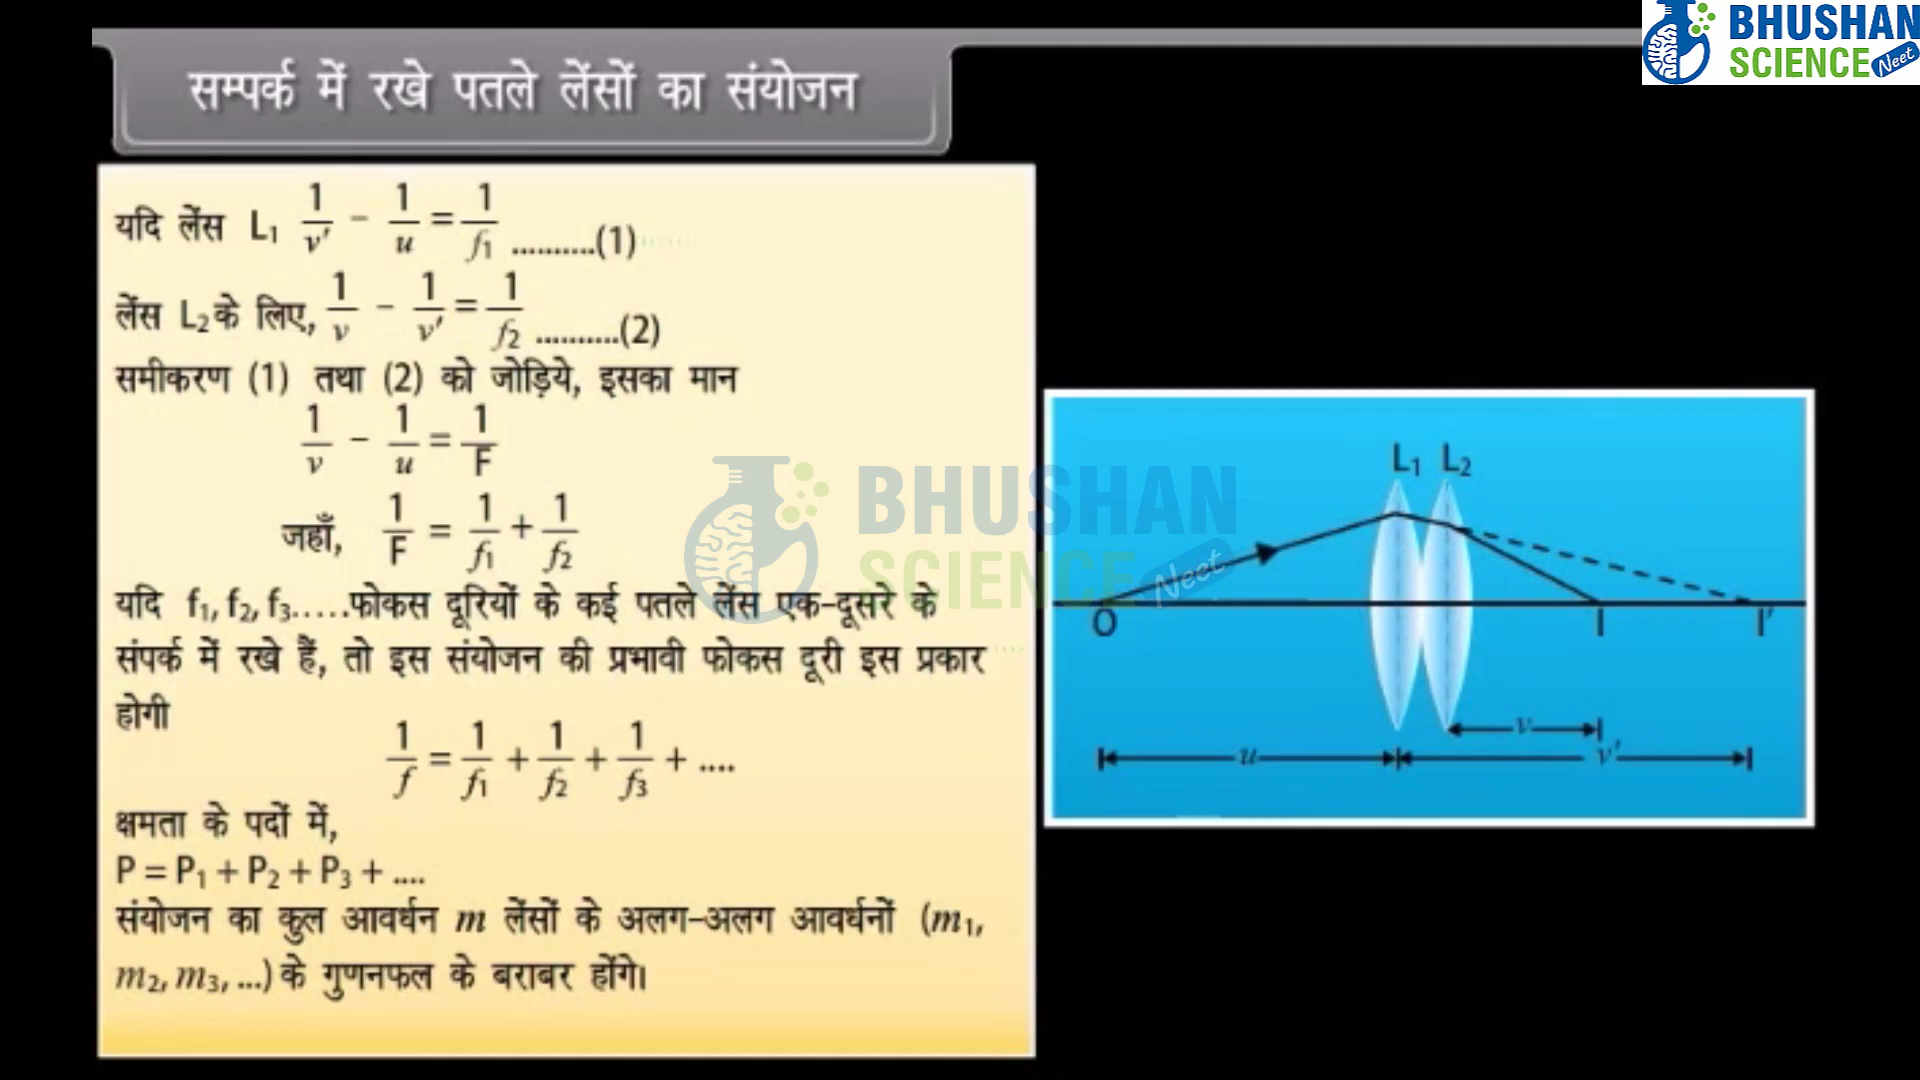 BHUSHAN
SCIENCE Neet
सम्पर्क में रखे पतले लेंसों का संयोजन
यदि लेंस L₁ 1/v′ − 1/u = 1/f₁ ..........(1)
लेंस L₂ के लिए, 1/v − 1/v′ = 1/f₂ ..........(2)
समीकरण (1) तथा (2) को जोड़िये, इसका मान
1/v − 1/u = 1/F
जहाँ, 1/F = 1/f₁ + 1/f₂
यदि f₁, f₂, f₃.....फोकस दूरियों के कई पतले लेंस एक-दूसरे के
संपर्क में रखे हैं, तो इस संयोजन की प्रभावी फोकस दूरी इस प्रकार
होगी
1/f = 1/f₁ + 1/f₂ + 1/f₃ + ....
क्षमता के पदों में,
P = P₁ + P₂ + P₃ + ....
संयोजन का कुल आवर्धन m लेंसों के अलग-अलग आवर्धनों (m₁,
m₂, m₃, ...) के गुणनफल के बराबर होंगे।
BHUSHAN
SCIENCE Neet
L₁ L₂
O I I′
v
u v′